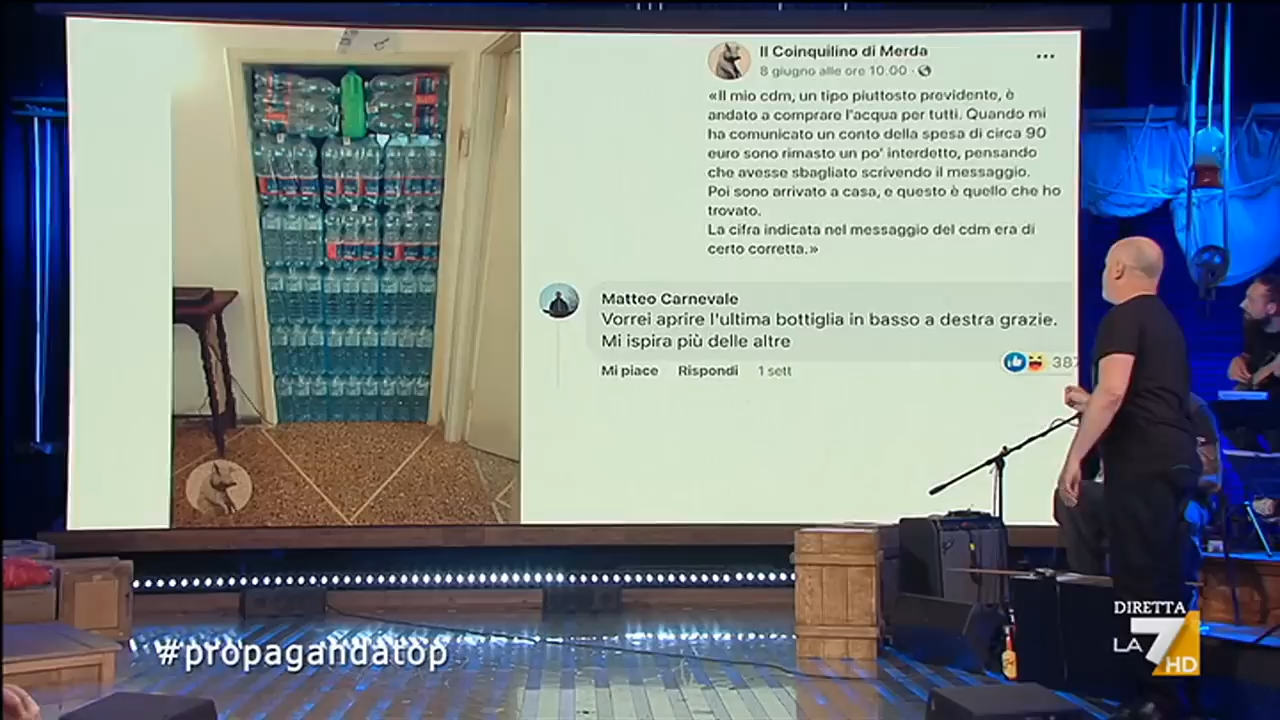 Il Coinquilino di Merda
8 giugno alle ore 10:00
«Il mio cdm, un tipo piuttosto previdente, è
andato a comprare l'acqua per tutti. Quando mi
ha comunicato un conto della spesa di circa 90
euro sono rimasto un po' interdetto, pensando
che avesse sbagliato scrivendo il messaggio.
Poi sono arrivato a casa, e questo è quello che ho
trovato.
La cifra indicata nel messaggio del cdm era di
certo corretta.»
Matteo Carnevale
Vorrei aprire l'ultima bottiglia in basso a destra grazie.
Mi ispira più delle altre
387
Mi piace Rispondi 1 sett
#propagandatop
DIRETTA
LA 7 HD